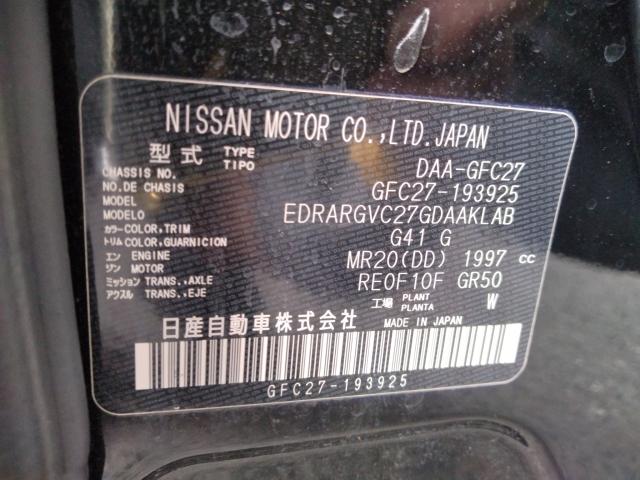 NISSAN MOTOR CO.,LTD.JAPAN
型式 TYPE TIPO DAA-GFC27
CHASSIS NO. NO.DE CHASIS GFC27-193925
MODEL MODELO EDRARGVC27GDAAKLAB
カラー COLOR,TRIM トリム COLOR,GUARNICION G41 G
エン ENGINE ジン MOTOR MR20(DD) 1997 cc
ミッション TRANS.,AXLE アクスル TRANS.,EJE RE0F10F GR50
工場 PLANT PLANTA W
日産自動車株式会社 MADE IN JAPAN
GFC27-193925